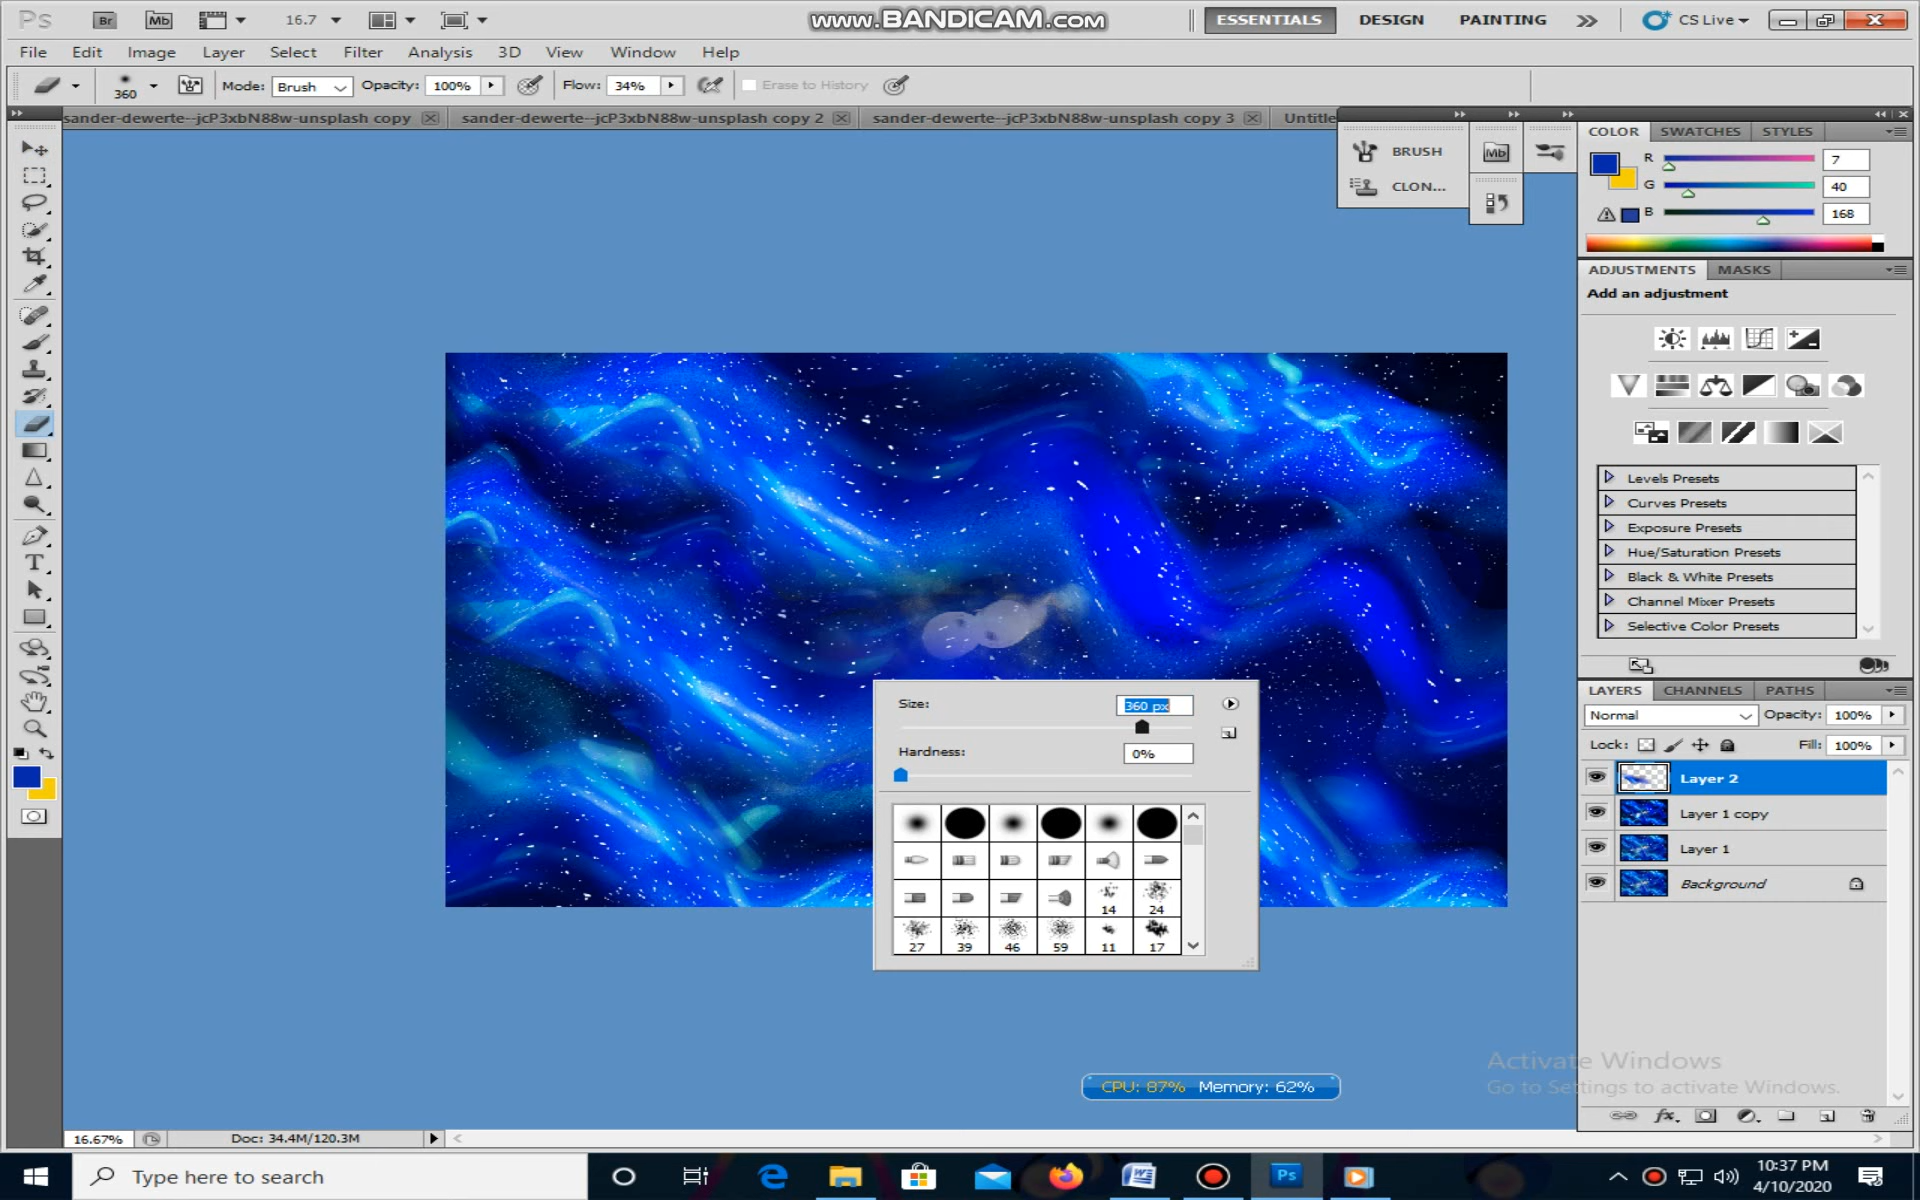 Ps Br Mb 16.7 www.BANDICAM.com ESSENTIALS DESIGN PAINTING CS Live
File Edit Image Layer Select Filter Analysis 3D View Window Help
360 Mode: Brush Opacity: 100% Flow: 34% Erase to History
sander-dewerte--jcP3xbN88w-unsplash copy sander-dewerte--jcP3xbN88w-unsplash copy 2 sander-dewerte--jcP3xbN88w-unsplash copy 3 Untitle
BRUSH
CLON...
Mb
COLOR SWATCHES STYLES
R 7
G 40
B 168
ADJUSTMENTS MASKS
Add an adjustment
Levels Presets
Curves Presets
Exposure Presets
Hue/Saturation Presets
Black & White Presets
Channel Mixer Presets
Selective Color Presets
Size: 360 px
Hardness: 0%
14 24
27 39 46 59 11 17
LAYERS CHANNELS PATHS
Normal Opacity: 100%
Lock: Fill: 100%
Layer 2
Layer 1 copy
Layer 1
Background
Activate Windows
Go to Settings to activate Windows.
CPU: 87% Memory: 62%
16.67% Doc: 34.4M/120.3M
Type here to search
Ps
10:37 PM
4/10/2020